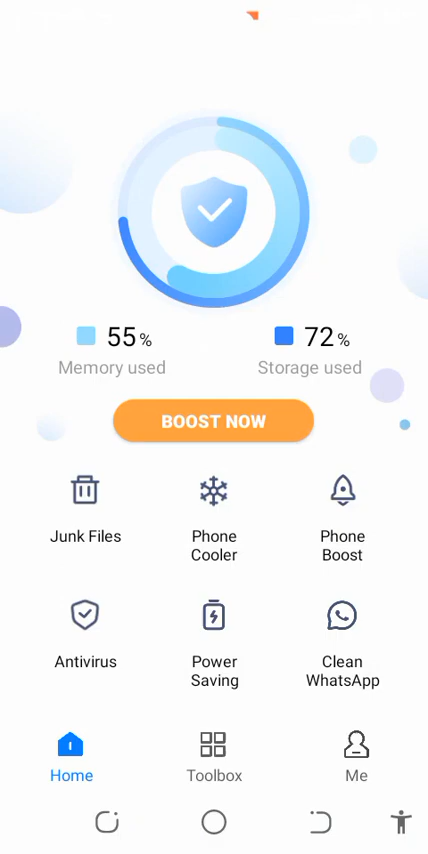 55%
72%
Memory used
Storage used
BOOST NOW
Junk Files
Phone
Cooler
Phone
Boost
Antivirus
Power
Saving
Clean
WhatsApp
Home
Toolbox
Me